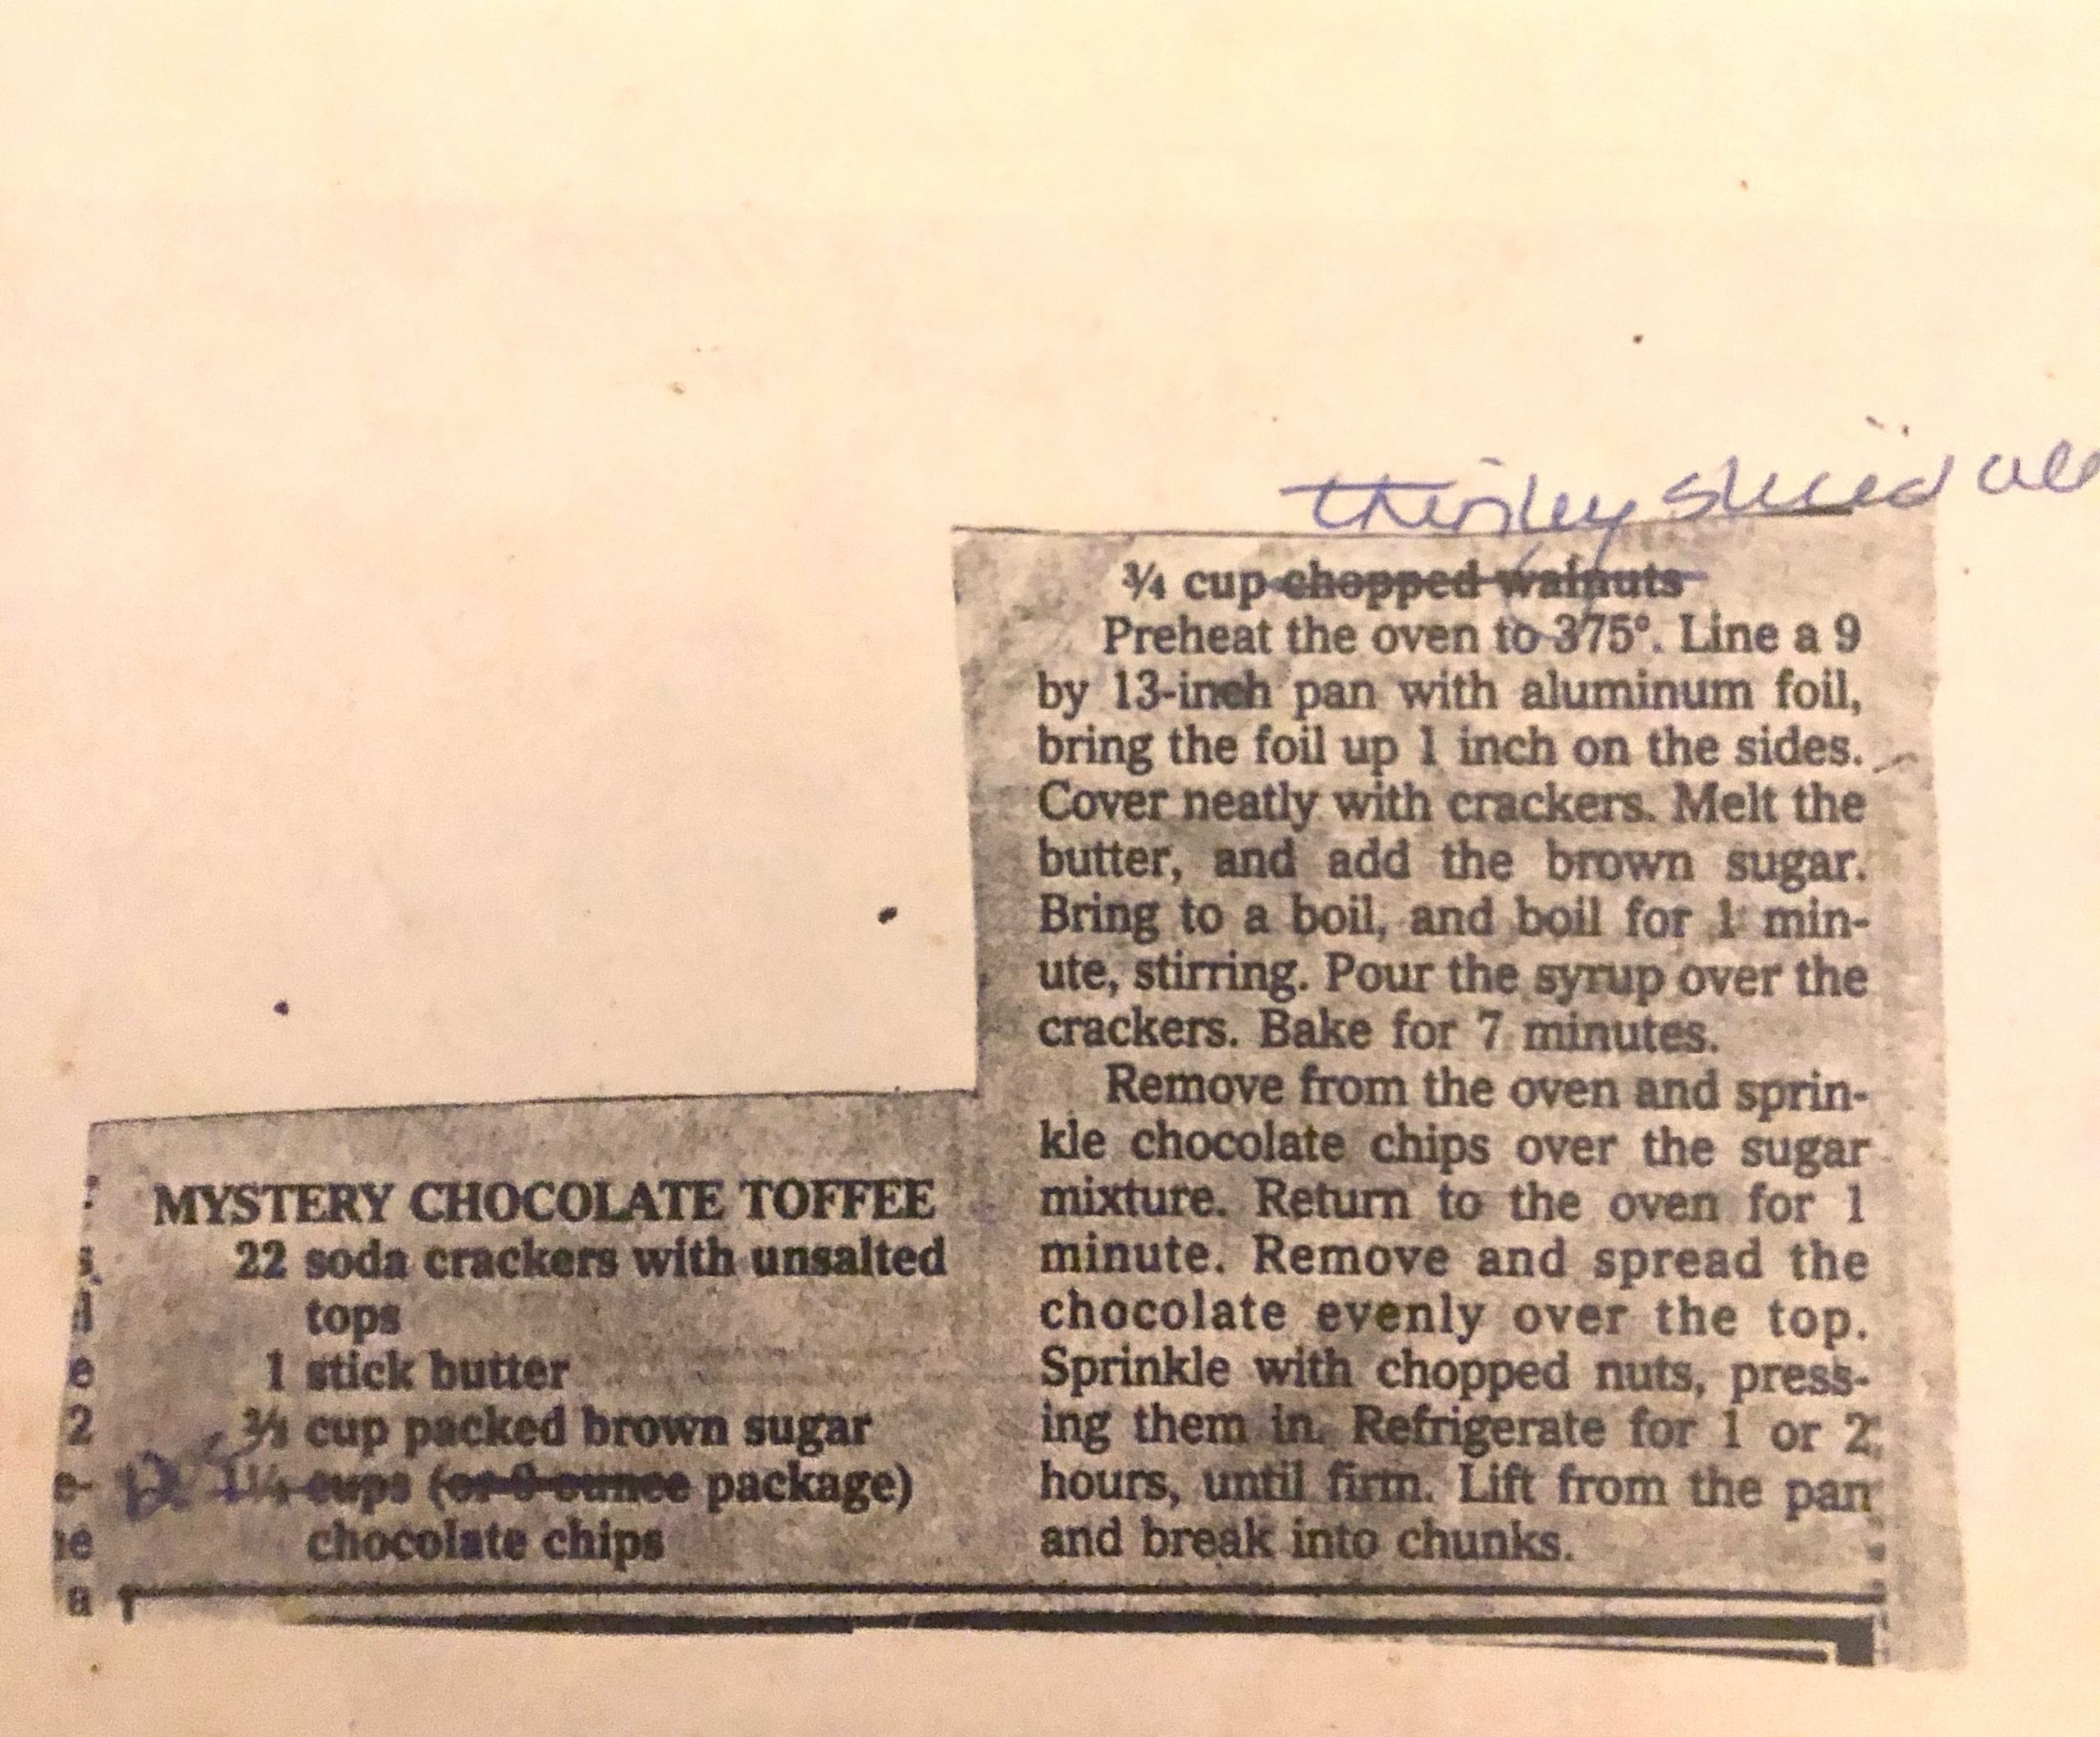 MYSTERY CHOCOLATE TOFFEE
22 soda crackers with unsalted
tops
1 stick butter
cup packed brown sugar
cups (or 8 ounce package)
chocolate chips
thinley sliced
¾ cup chopped walnuts
Preheat the oven to 375°. Line a 9
by 13-inch pan with aluminum foil,
bring the foil up 1 inch on the sides.
Cover neatly with crackers. Melt the
butter, and add the brown sugar.
Bring to a boil, and boil for 1 min-
ute, stirring. Pour the syrup over the
crackers. Bake for 7 minutes.
Remove from the oven and sprin-
kle chocolate chips over the sugar
mixture. Return to the oven for 1
minute. Remove and spread the
chocolate evenly over the top.
Sprinkle with chopped nuts, press-
ing them in. Refrigerate for 1 or 2
hours, until firm. Lift from the pan
and break into chunks.